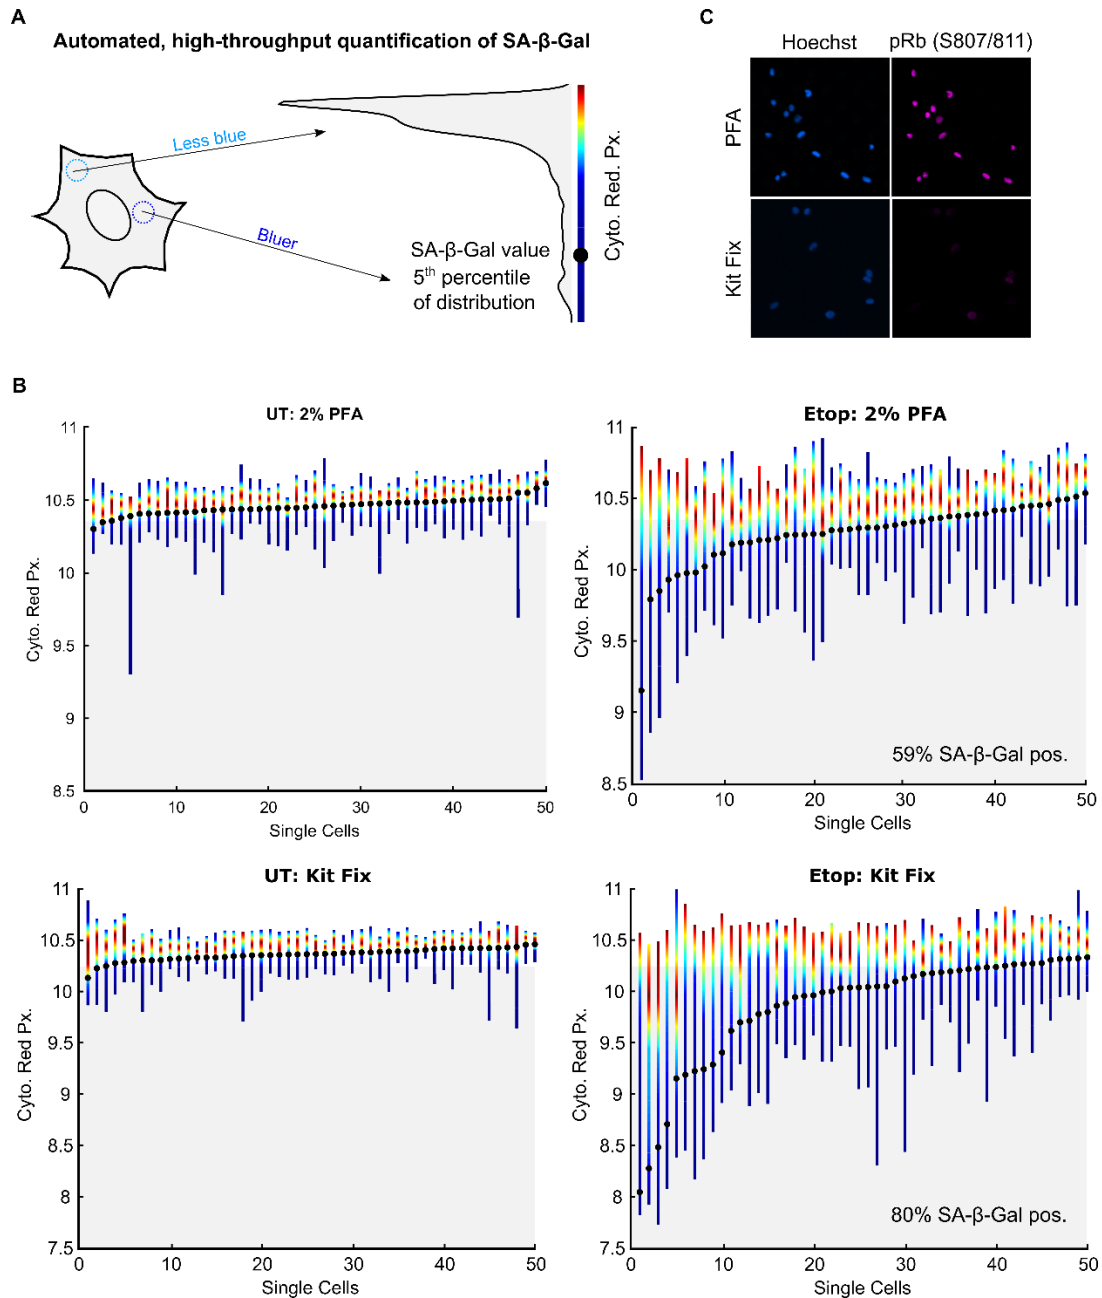 A
Automated, high-throughput quantification of SA-β-Gal
Less blue
Bluer
SA-β-Gal value
5th percentile
of distribution
Cyto. Red. Px.
C
Hoechst
pRb (S807/811)
PFA
Kit Fix
B
UT: 2% PFA
Cyto. Red Px.
11
10.5
10
9.5
9
8.5
0
10
20
30
40
50
Single Cells
Etop: 2% PFA
Cyto. Red Px.
11
10.5
10
9.5
9
8.5
59% SA-β-Gal pos.
0
10
20
30
40
50
Single Cells
UT: Kit Fix
Cyto. Red Px.
11
10.5
10
9.5
9
8.5
8
7.5
0
10
20
30
40
50
Single Cells
Etop: Kit Fix
Cyto. Red Px.
11
10.5
10
9.5
9
8.5
8
7.5
80% SA-β-Gal pos.
0
10
20
30
40
50
Single Cells